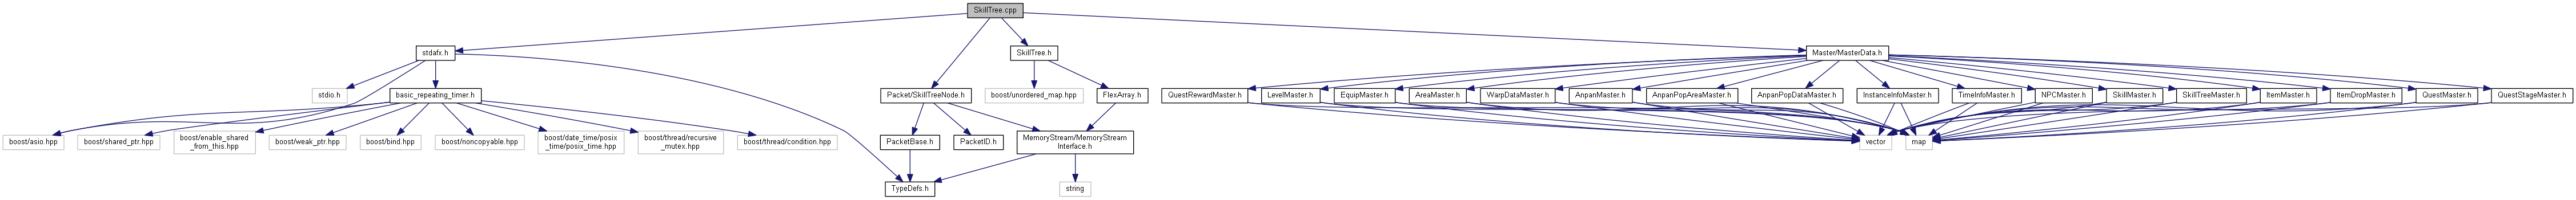 SkillTree.cpp
stdafx.h
SkillTree.h
Master/MasterData.h
stdio.h
basic_repeating_timer.h
Packet/SkillTreeNode.h
boost/unordered_map.hpp
FlexArray.h
QuestRewardMaster.h
LevelMaster.h
EquipMaster.h
AreaMaster.h
WarpDataMaster.h
AnpanMaster.h
AnpanPopAreaMaster.h
AnpanPopDataMaster.h
InstanceInfoMaster.h
TimeInfoMaster.h
NPCMaster.h
SkillMaster.h
SkillTreeMaster.h
ItemMaster.h
ItemDropMaster.h
QuestMaster.h
QuestStageMaster.h
boost/asio.hpp
boost/shared_ptr.hpp
boost/enable_shared
_from_this.hpp
boost/weak_ptr.hpp
boost/bind.hpp
boost/noncopyable.hpp
boost/date_time/posix
_time/posix_time.hpp
boost/thread/recursive
_mutex.hpp
boost/thread/condition.hpp
PacketBase.h
PacketID.h
MemoryStream/MemoryStream
Interface.h
vector
map
TypeDefs.h
string